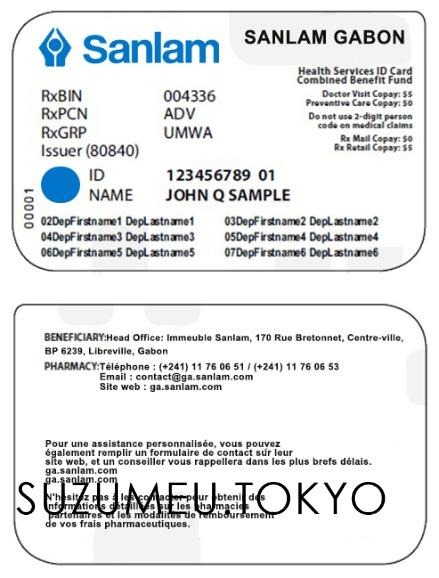 Sanlam
SANLAM GABON
Health Services ID Card
Combined Benefit Fund
RxBIN 004336
Doctor Visit Copay: $5
Preventive Care Copay: $0
RxPCN ADV
Do not use 2-digit person
code on medical claims
RxGRP UMWA
Rx Mail Copay: $0
Rx Retail Copay: $5
Issuer (80840)
ID 123456789 01
NAME JOHN Q SAMPLE
00001
02DepFirstname1 DepLastname1 03DepFirstname2 DepLastname2
04DepFirstname3 DepLastname3 05DepFirstname4 DepLastname4
06DepFirstname5 DepLastname5 07DepFirstname6 DepLastname6
BENEFICIARY:Head Office: Immeuble Sanlam, 170 Rue Bretonnet, Centre-ville,
BP 6239, Libreville, Gabon
PHARMACY:Téléphone : (+241) 11 76 06 51 / (+241) 11 76 06 53
Email : contact@ga.sanlam.com
Site web : ga.sanlam.com
Pour une assistance personnalisée, vous pouvez
également remplir un formulaire de contact sur leur
site web, et un conseiller vous rappellera dans les plus brefs délais.
ga.sanlam.com
ga.sanlam.com
N'hésitez pas à les contacter pour obtenir des
informations détaillées sur les pharmacies
partenaires et les modalités de remboursement
de vos frais pharmaceutiques.
SUZUMEU.TOKYO